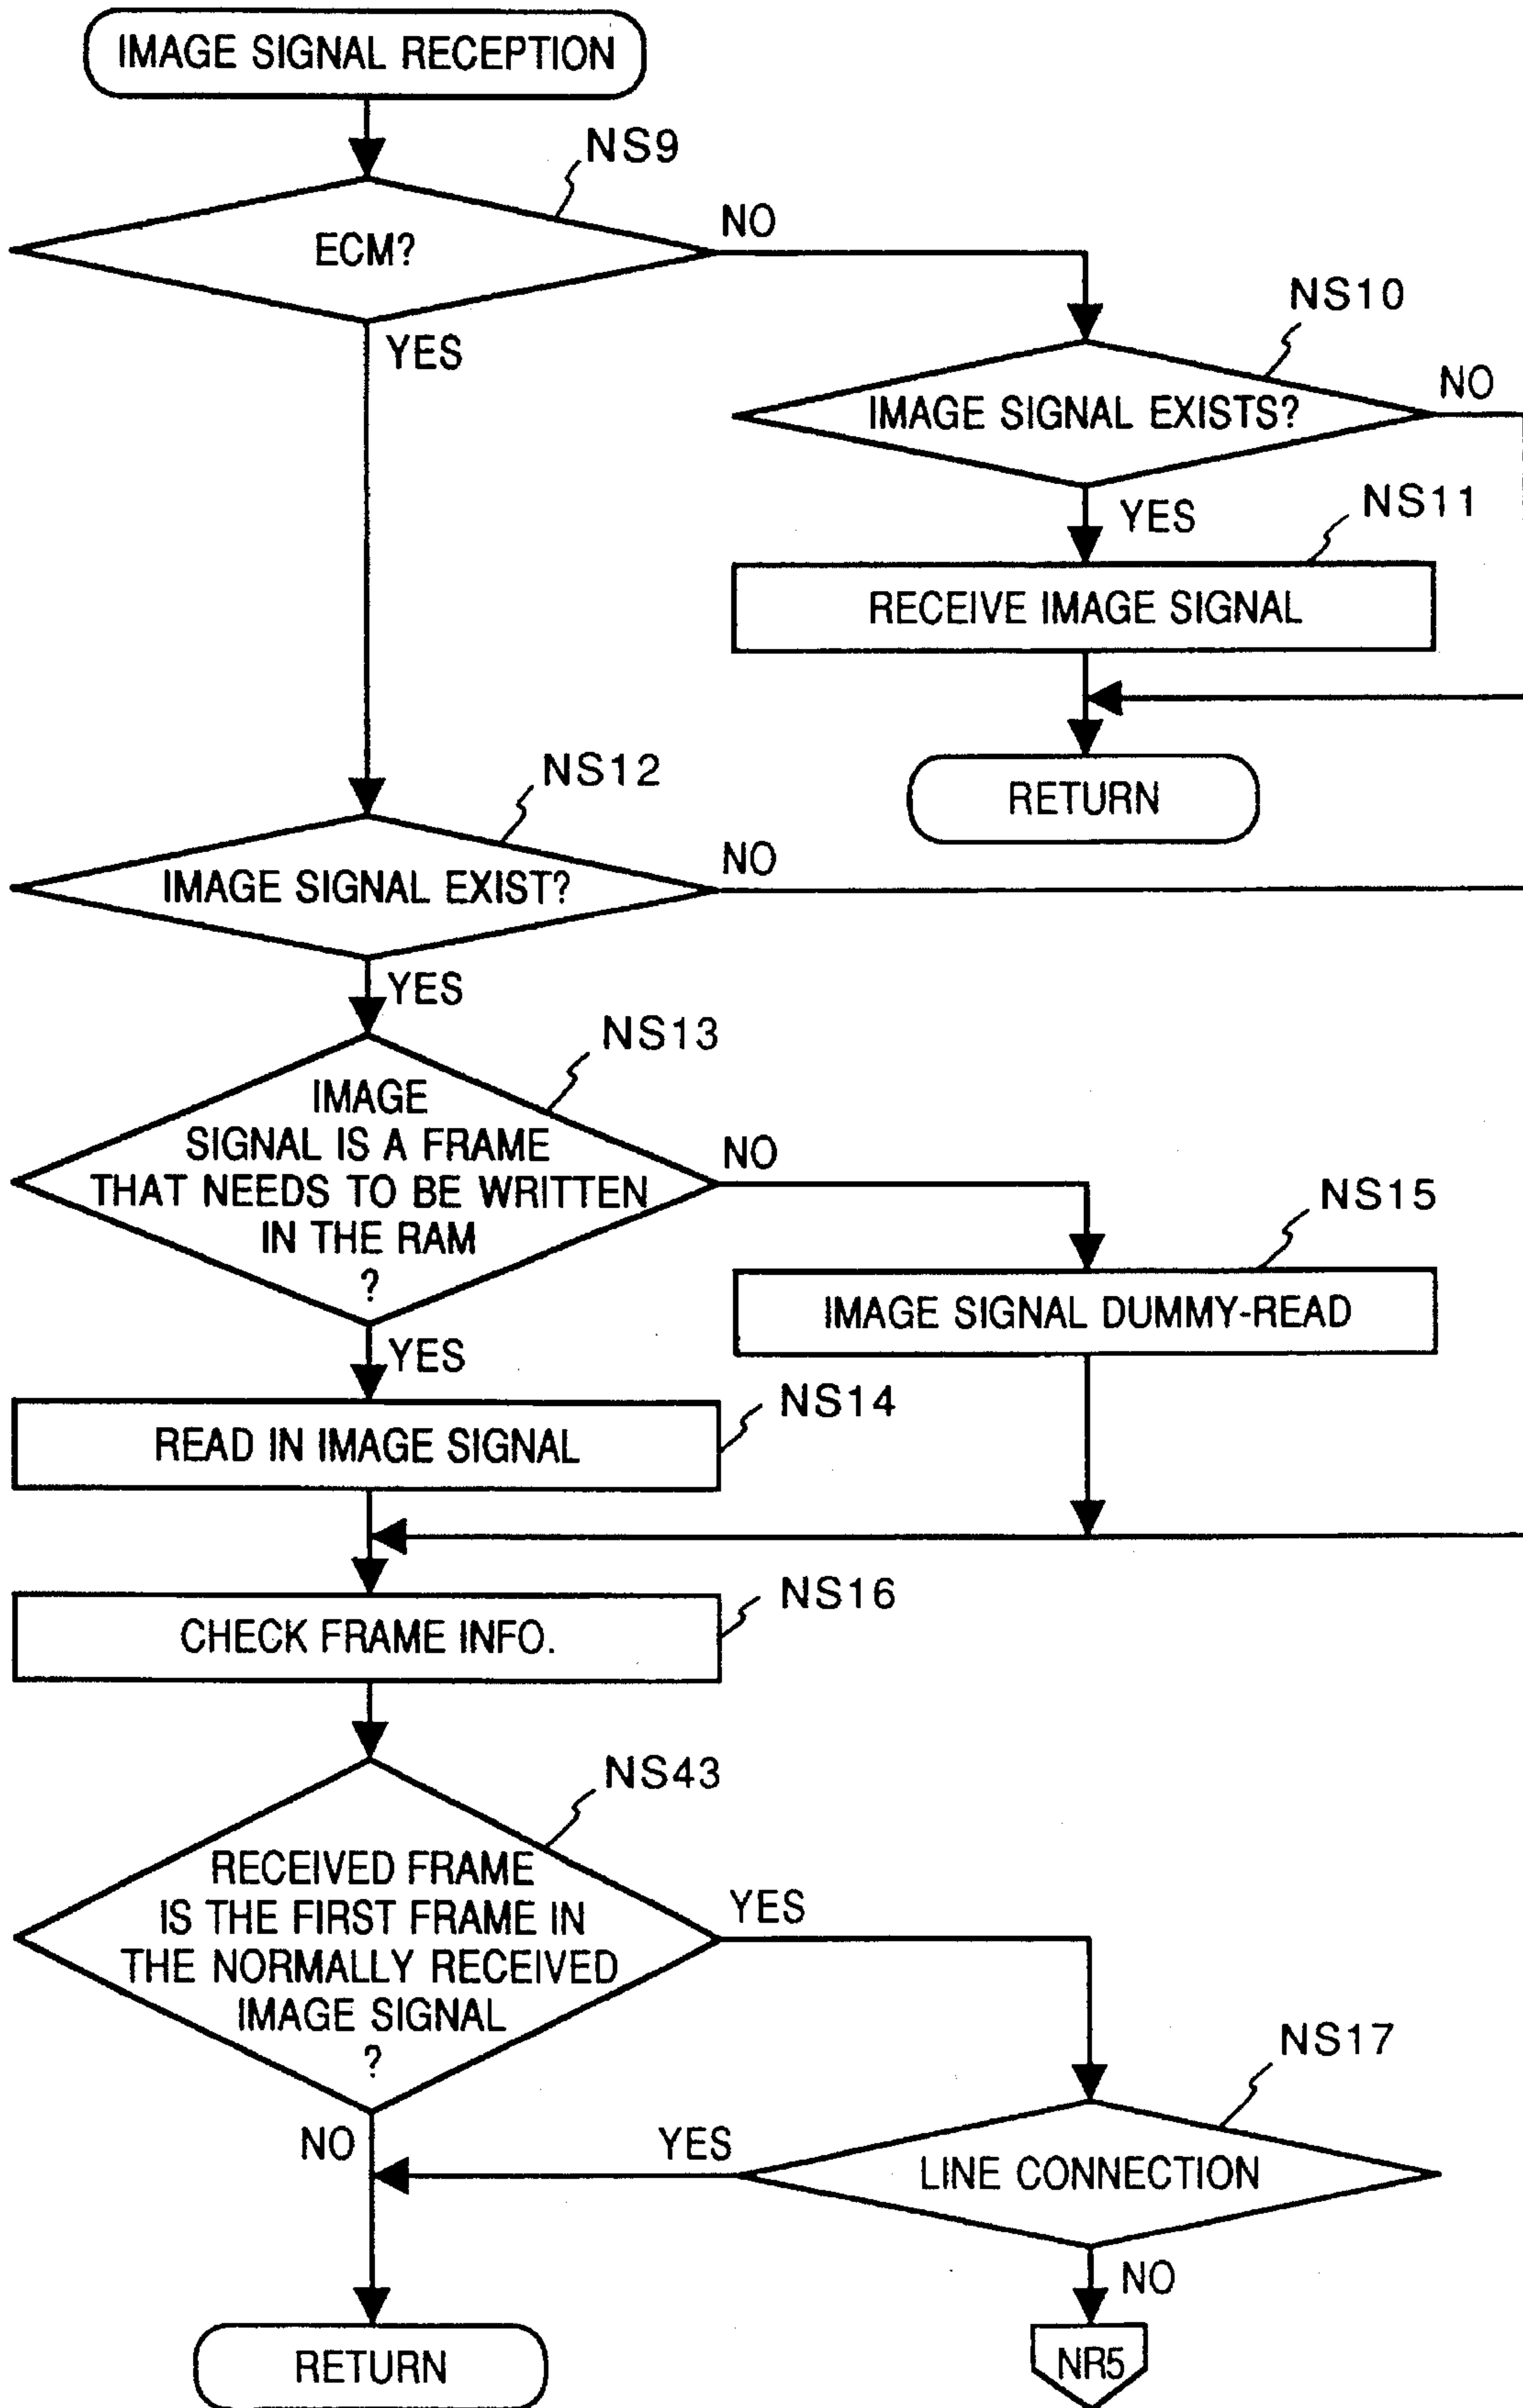 IMAGE SIGNAL RECEPTION
NS9
ECM?
NO
YES
NS10
IMAGE SIGNAL EXISTS?
NO
YES
NS11
RECEIVE IMAGE SIGNAL
RETURN
NS12
IMAGE SIGNAL EXIST?
NO
YES
NS13
IMAGE
SIGNAL IS A FRAME
THAT NEEDS TO BE WRITTEN
IN THE RAM
?
NO
YES
NS15
IMAGE SIGNAL DUMMY-READ
NS14
READ IN IMAGE SIGNAL
NS16
CHECK FRAME INFO.
NS43
RECEIVED FRAME
IS THE FIRST FRAME IN
THE NORMALLY RECEIVED
IMAGE SIGNAL
?
YES
NO
NS17
LINE CONNECTION
YES
NO
RETURN
NR5